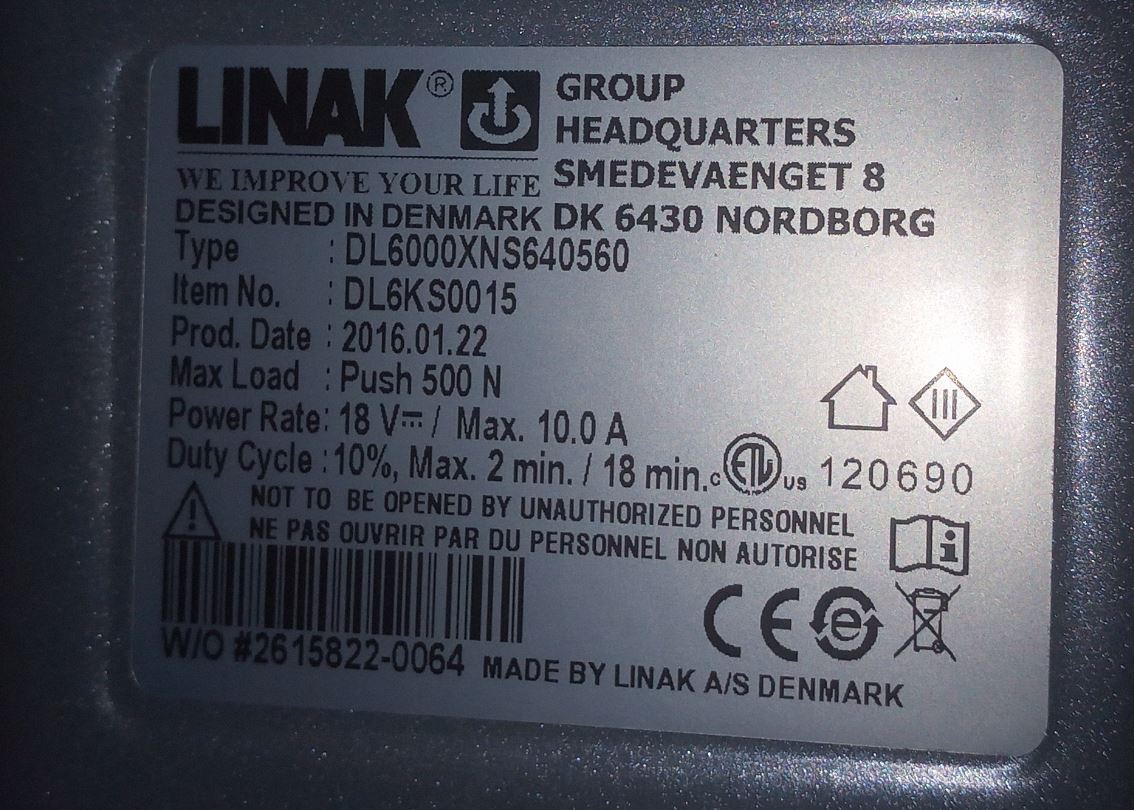 LINAK®
GROUP
HEADQUARTERS
SMEDEVAENGET 8
DK 6430 NORDBORG
WE IMPROVE YOUR LIFE
DESIGNED IN DENMARK
Type : DL6000XNS640560
Item No. : DL6KS0015
Prod. Date : 2016.01.22
Max Load : Push 500 N
Power Rate: 18 V⎓ / Max. 10.0 A
Duty Cycle :10%, Max. 2 min. / 18 min.
III
c ETL us 120690
NOT TO BE OPENED BY UNAUTHORIZED PERSONNEL
NE PAS OUVRIR PAR DU PERSONNEL NON AUTORISE
i
CE e
W/O #2615822-0064 MADE BY LINAK A/S DENMARK